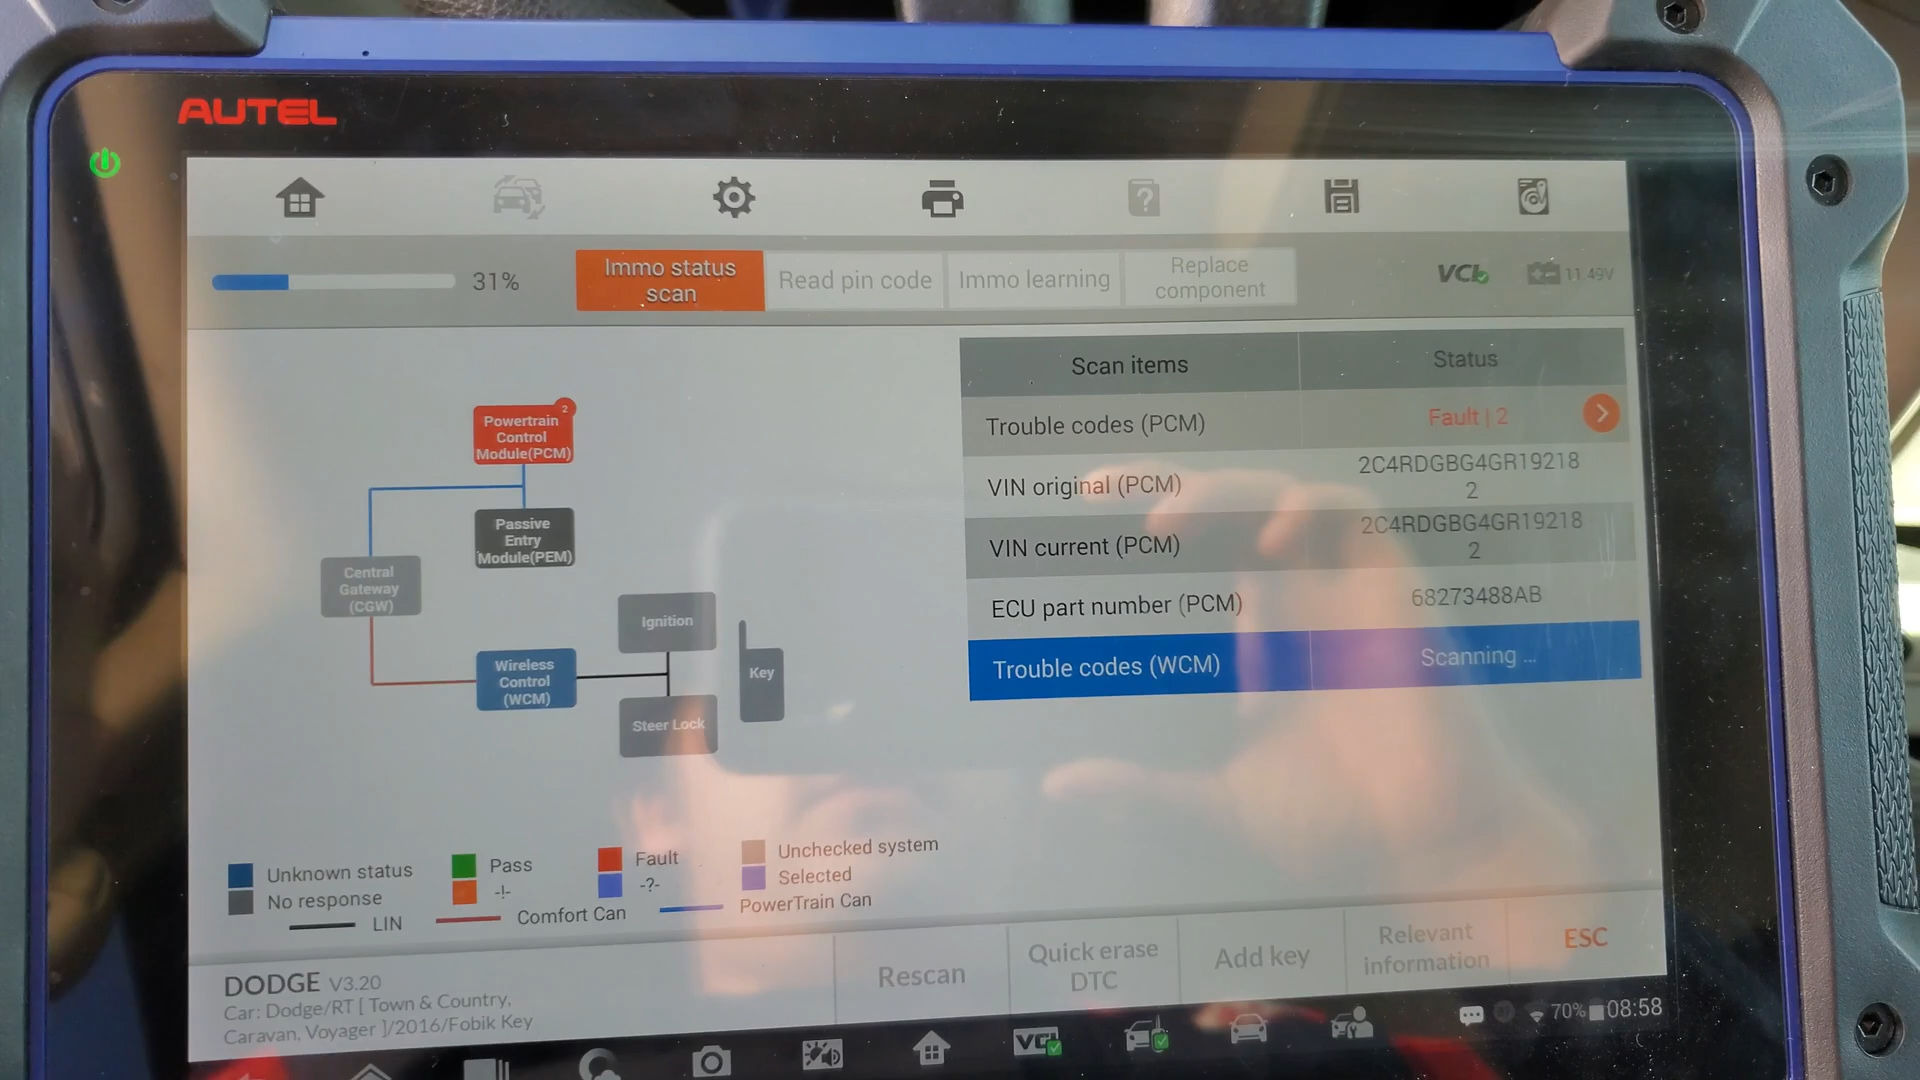 AUTEL
31%
Immo status
scan
Read pin code
Immo learning
Replace
component
VCI
11.49V
Scan items
Status
Trouble codes (PCM)
Fault | 2
VIN original (PCM)
2C4RDGBG4GR19218
2
VIN current (PCM)
2C4RDGBG4GR19218
2
ECU part number (PCM)
68273488AB
Trouble codes (WCM)
Scanning ...
2
Powertrain
Control
Module(PCM)
Passive
Entry
Module(PEM)
Central
Gateway
(CGW)
Ignition
Wireless
Control
(WCM)
Key
Steer Lock
Unknown status
Pass
Fault
Unchecked system
No response
-!-
-?-
Selected
LIN
Comfort Can
PowerTrain Can
DODGE V3.20
Car: Dodge/RT [ Town & Country,
Caravan, Voyager ]/2016/Fobik Key
Rescan
Quick erase
DTC
Add key
Relevant
information
ESC
VCI
70%
08:58